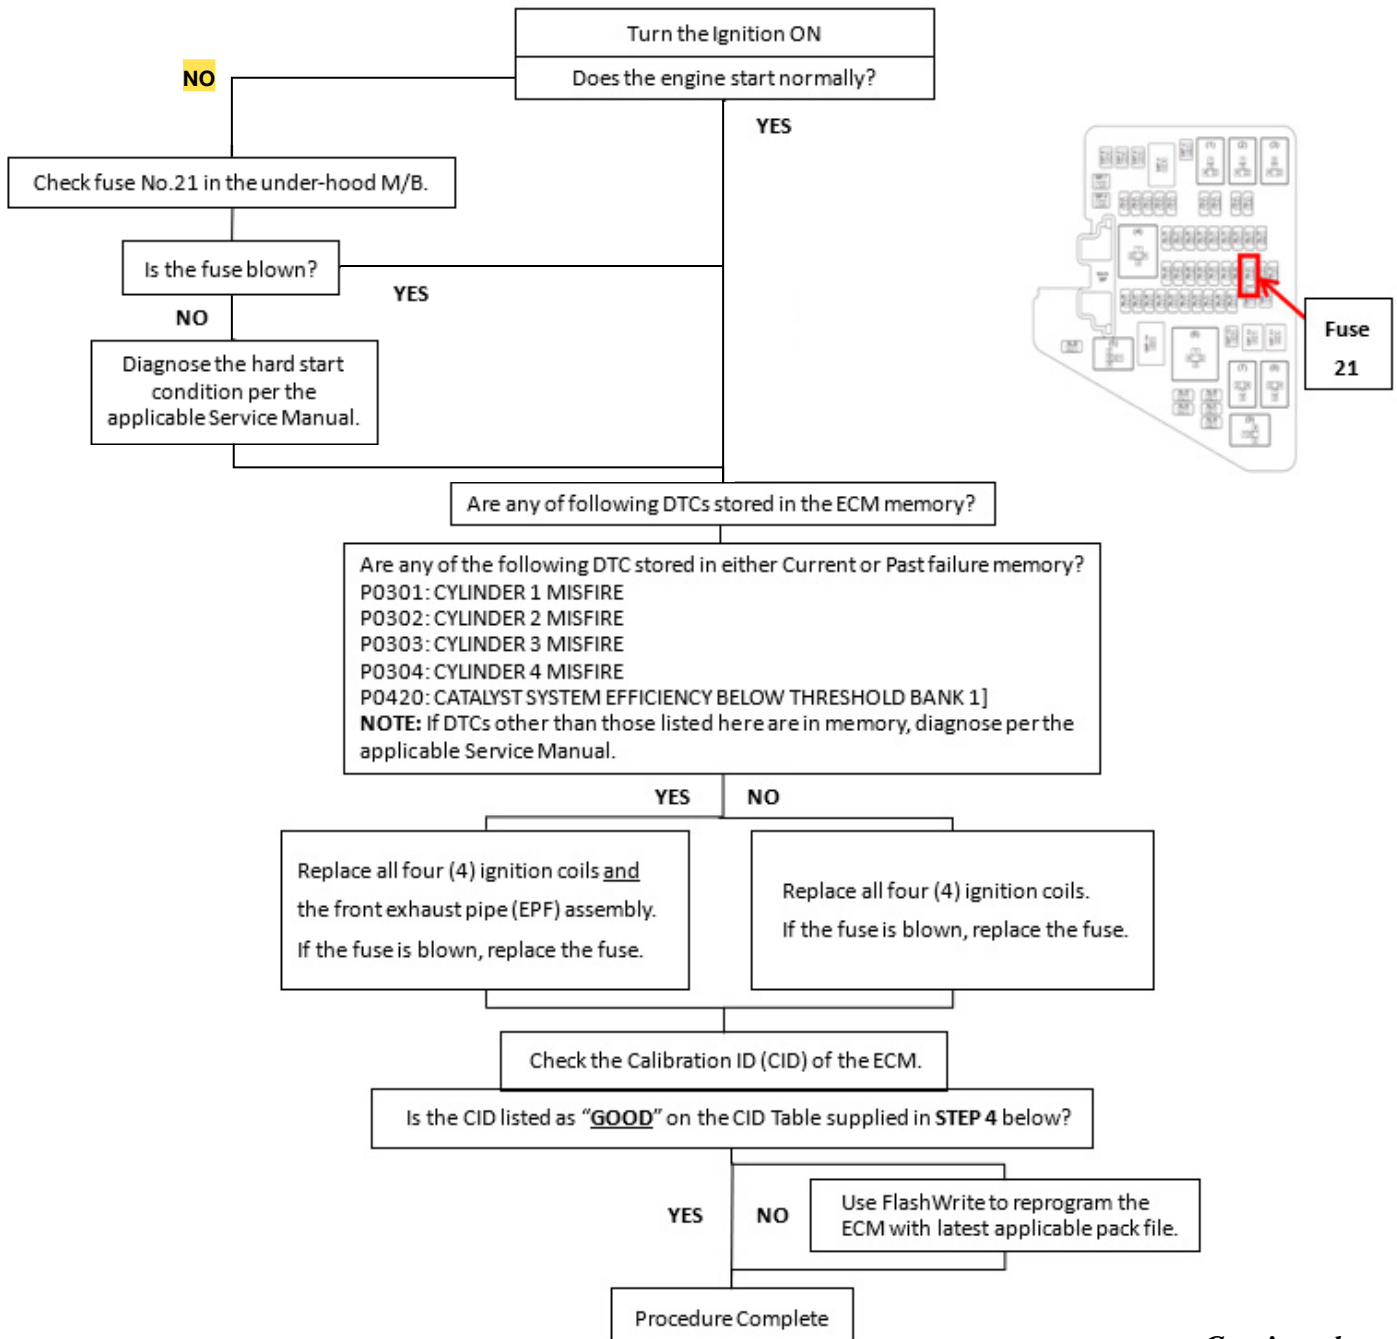 Turn the Ignition ON
Does the engine start normally?
NO
YES
Check fuse No.21 in the under-hood M/B.
Is the fuse blown?
YES
NO
Fuse
21
Diagnose the hard start
condition per the
applicable Service Manual.
Are any of following DTCs stored in the ECM memory?
Are any of the following DTC stored in either Current or Past failure memory?
P0301: CYLINDER 1 MISFIRE
P0302: CYLINDER 2 MISFIRE
P0303: CYLINDER 3 MISFIRE
P0304: CYLINDER 4 MISFIRE
P0420: CATALYST SYSTEM EFFICIENCY BELOW THRESHOLD BANK 1]
NOTE: If DTCs other than those listed here are in memory, diagnose per the
applicable Service Manual.
YES
NO
Replace all four (4) ignition coils and
the front exhaust pipe (EPF) assembly.
If the fuse is blown, replace the fuse.
Replace all four (4) ignition coils.
If the fuse is blown, replace the fuse.
Check the Calibration ID (CID) of the ECM.
Is the CID listed as “GOOD” on the CID Table supplied in STEP 4 below?
YES
NO
Use FlashWrite to reprogram the
ECM with latest applicable pack file.
Procedure Complete